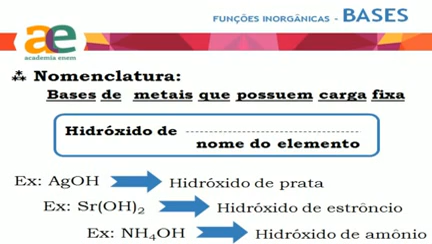 FUNÇÕES INORGÂNICAS - BASES
ae
academia enem
⁂ Nomenclatura:
Bases de metais que possuem carga fixa
Hidróxido de ........................
nome do elemento
Ex: AgOH Hidróxido de prata
Ex: Sr(OH)₂ Hidróxido de estrôncio
Ex: NH₄OH Hidróxido de amônio